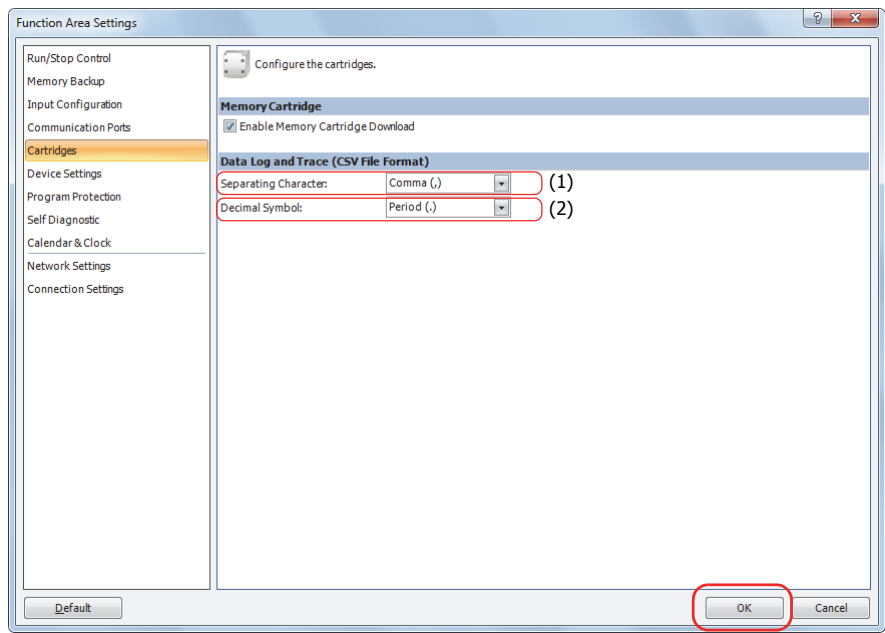 Function Area Settings
Run/Stop Control
Memory Backup
Input Configuration
Communication Ports
Cartridges
Device Settings
Program Protection
Self Diagnostic
Calendar & Clock
Network Settings
Connection Settings
Configure the cartridges.
Memory Cartridge
Enable Memory Cartridge Download
Data Log and Trace (CSV File Format)
Separating Character: Comma (,) (1)
Decimal Symbol: Period (.) (2)
Default OK Cancel